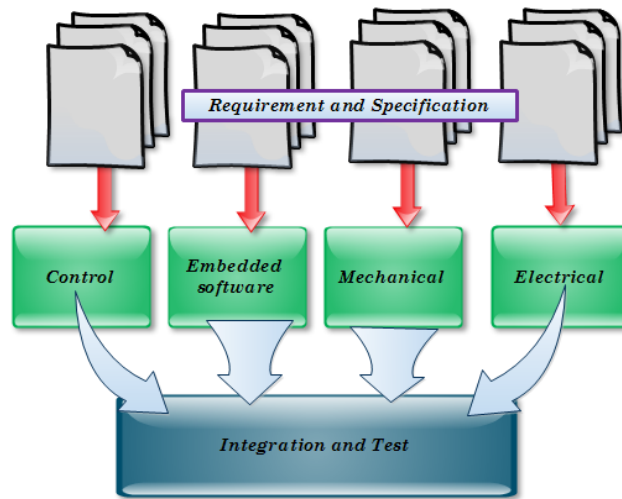 Requirement and Specification
Control
Embedded
software
Mechanical
Electrical
Integration and Test